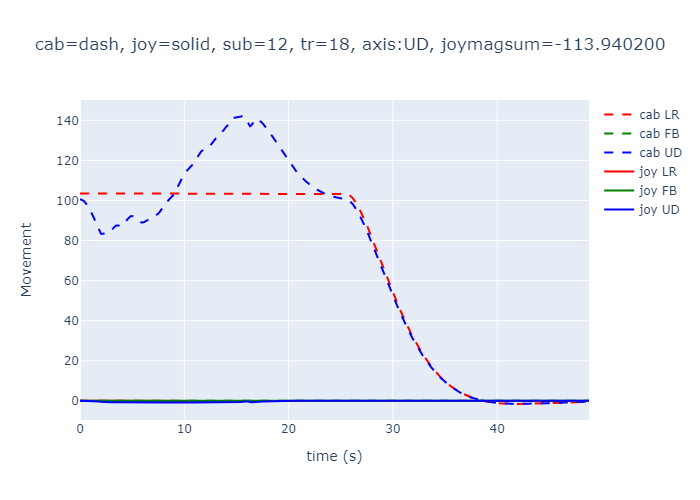 cab=dash, joy=solid, sub=12, tr=18, axis:UD, joymagsum=-113.940200
cab LR
cab FB
cab UD
joy LR
joy FB
joy UD
Movement
140
120
100
80
60
40
20
0
0
10
20
30
40
time (s)